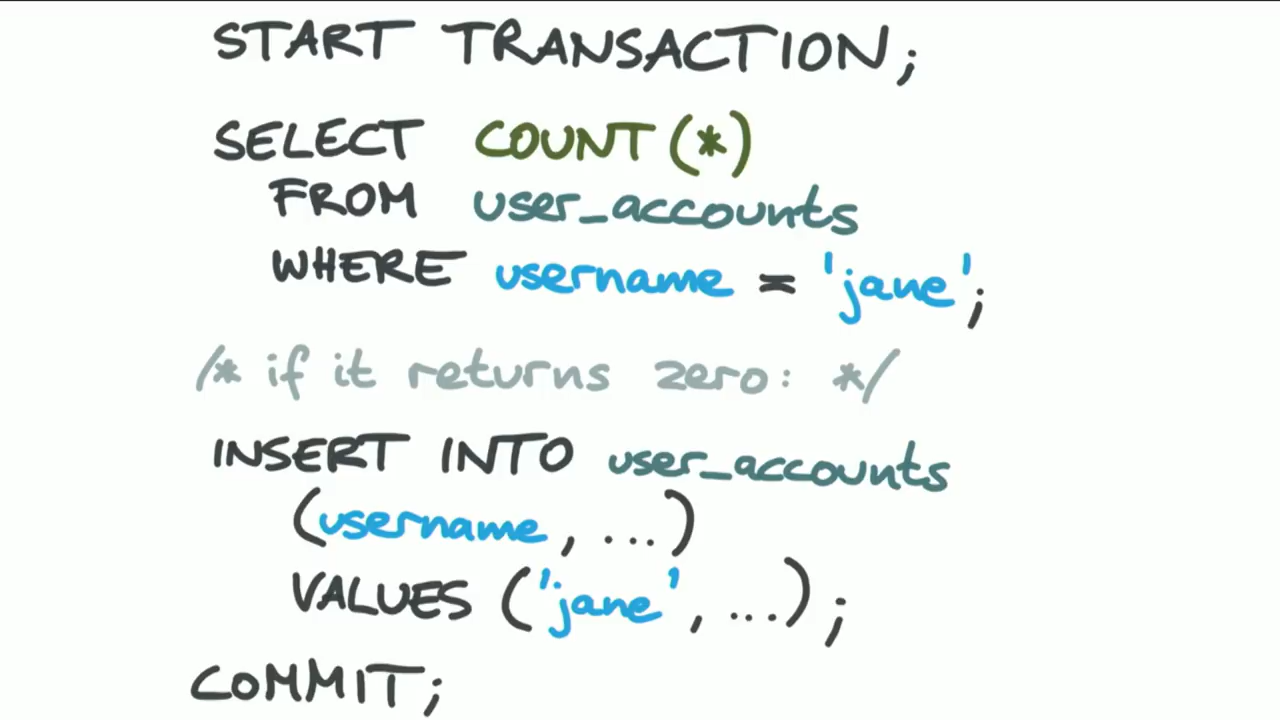 START TRANSACTION;
SELECT COUNT(*)
FROM user_accounts
WHERE username = 'jane';
/* if it returns zero: */
INSERT INTO user_accounts
(username, ...)
VALUES ('jane', ...);
COMMIT;